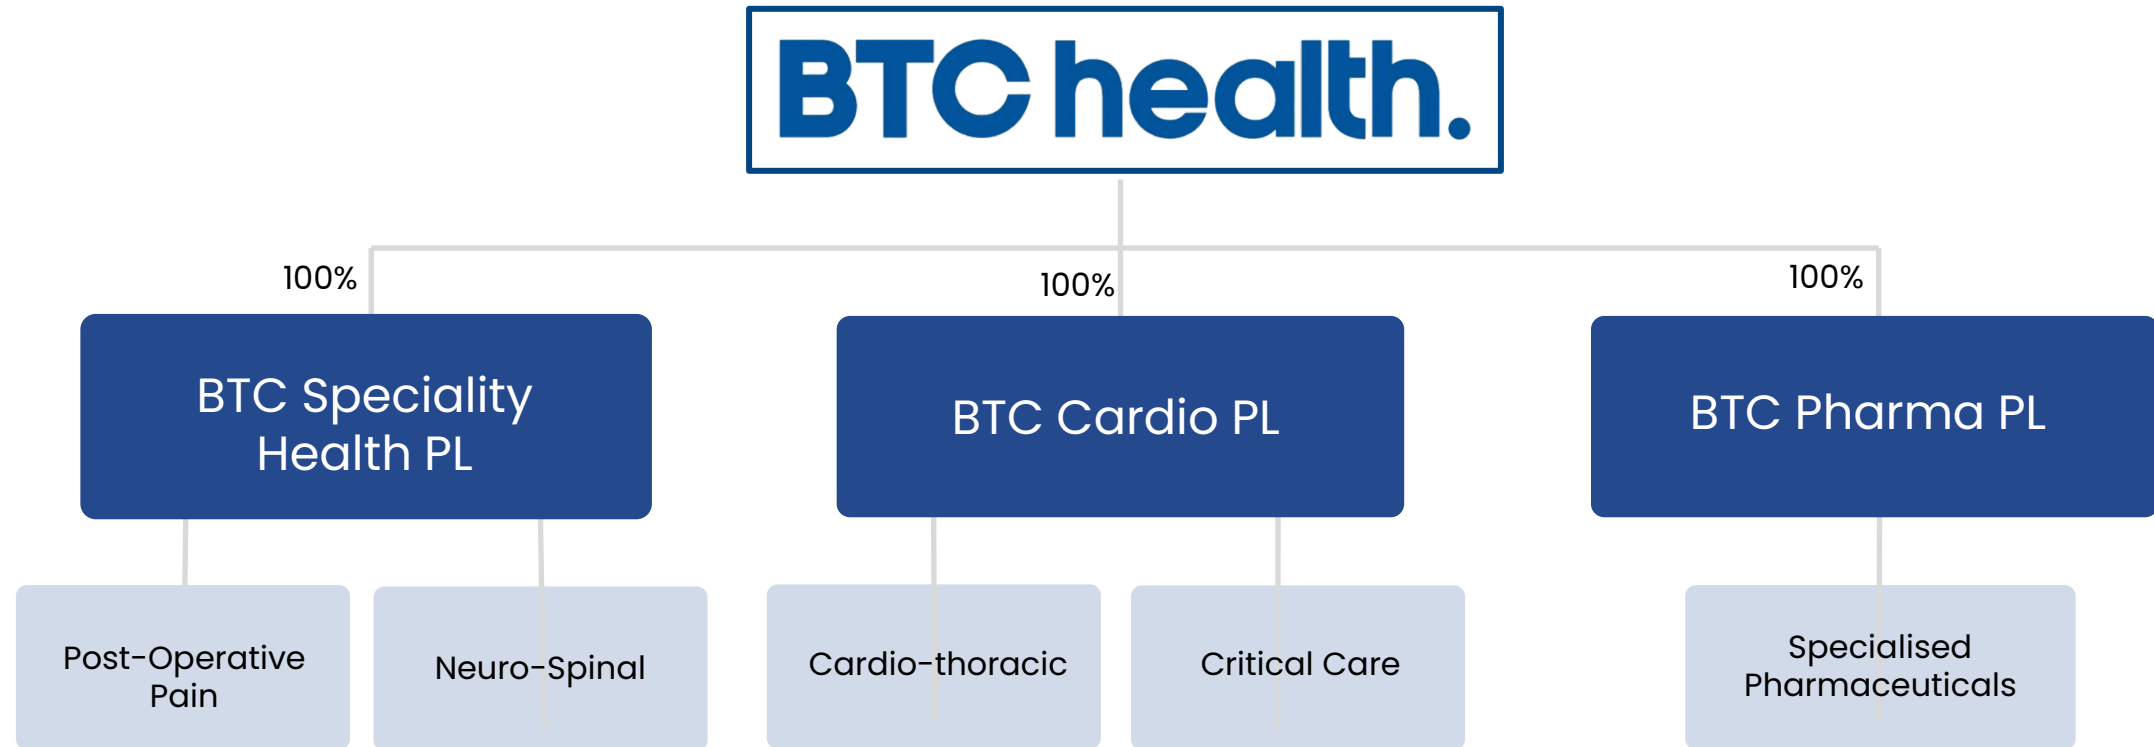 BTC health.
100%
100%
100%
BTC Speciality
Health PL
BTC Cardio PL
BTC Pharma PL
Post-Operative
Pain
Neuro-Spinal
Cardio-thoracic
Critical Care
Specialised
Pharmaceuticals